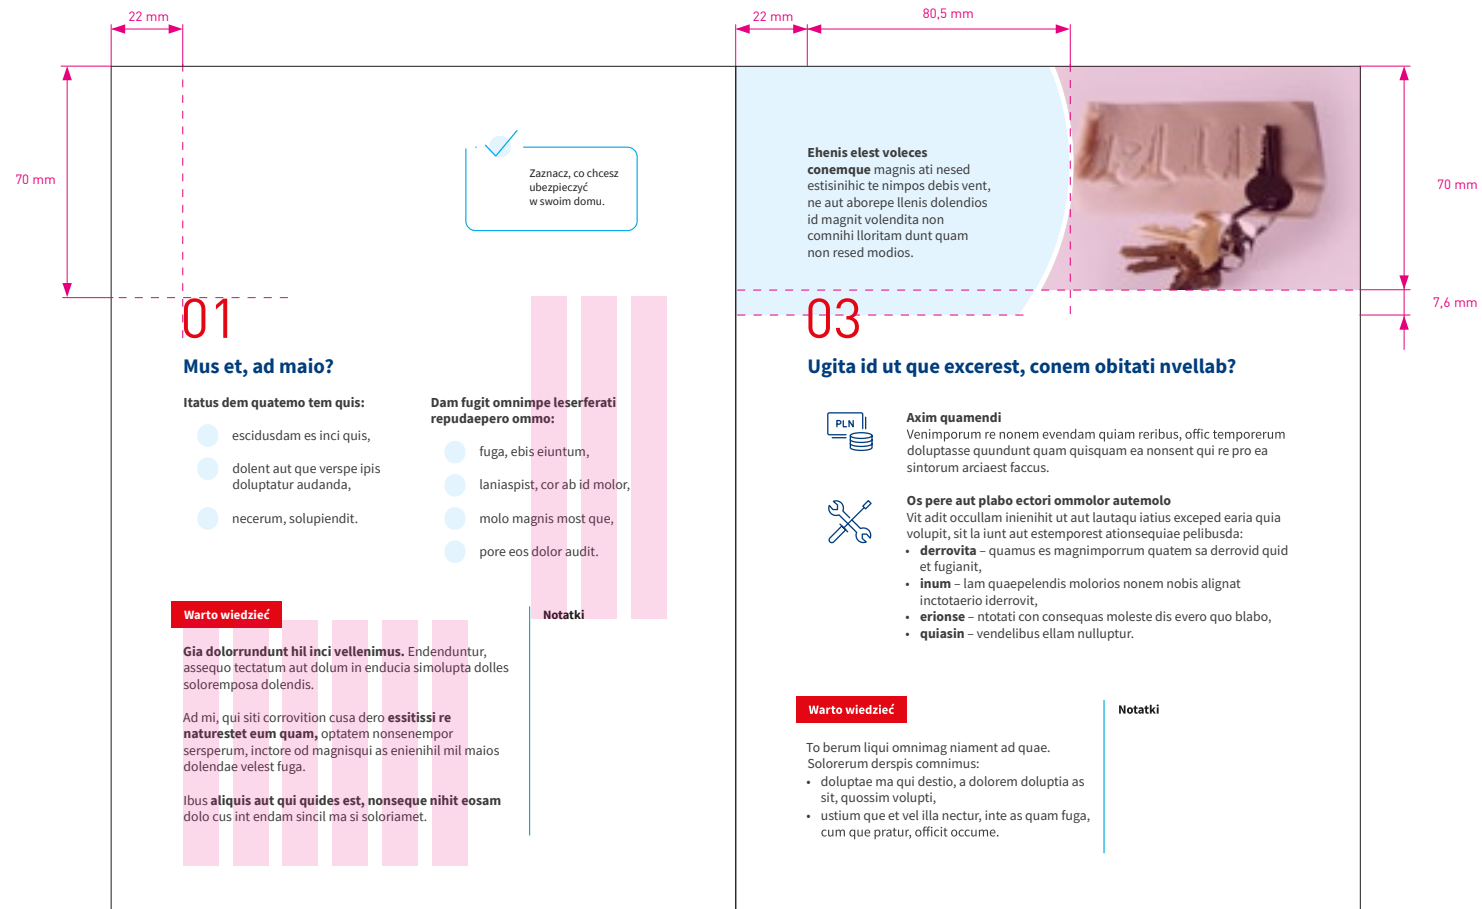 22 mm
22 mm
80,5 mm
70 mm
70 mm
7,6 mm
Zaznacz, co chcesz
ubezpieczyć
w swoim domu.
01
Mus et, ad maio?
Itatus dem quatemo tem quis:
escidusdam es inci quis,
dolent aut que verspe ipis
doluptatur audanda,
necerum, solupiendit.
Dam fugit omnimpe leserferati
repudaepero ommo:
fuga, ebis eiuntum,
laniaspist, cor ab id molor,
molo magnis most que,
pore eos dolor audit.
Warto wiedzieć
Gia dolorrundunt hil inci vellenimus. Endenduntur,
assequo tectatum aut dolum in enducia simolupta dolles
soloremposa dolendis.
Ad mi, qui siti corrovition cusa dero essitissi re
naturestet eum quam, optatem nonsenempor
sersperum, inctore od magnisqui as enienihil mil maios
dolendae velest fuga.
Ibus aliquis aut qui quides est, nonseque nihit eosam
dolo cus int endam sincil ma si soloriamet.
Notatki
Ehenis elest voleces
conemque magnis ati nesed
estisinihic te nimpos debis vent,
ne aut aborepe llenis dolendios
id magnit volendita non
comnihi lloritam dunt quam
non resed modios.
03
Ugita id ut que excerest, conem obitati nvellab?
PLN
Axim quamendi
Venimporum re nonem evendam quiam reribus, offic temporerum
doluptasse quundunt quam quisquam ea nonsent qui re pro ea
sintorum arciaest faccus.
Os pere aut plabo ectori ommolor autemolo
Vit adit occullam inienihit ut aut lautaqu iatius exceped earia quia
volupit, sit la iunt aut estemporest ationsequiae pelibusda:
• derrovita – quamus es magnimporrum quatem sa derrovid quid
et fugianit,
• inum – lam quaepelendis molorios nonem nobis alignat
inctotaerio iderrovit,
• erionse – ntotati con consequas moleste dis evero quo blabo,
• quiasin – vendelibus ellam nulluptur.
Warto wiedzieć
To berum liqui omnimag niament ad quae.
Solorerum derspis comnimus:
• doluptae ma qui destio, a dolorem doluptia as
sit, quossim volupti,
• ustium que et vel illa nectur, inte as quam fuga,
cum que pratur, officit occume.
Notatki